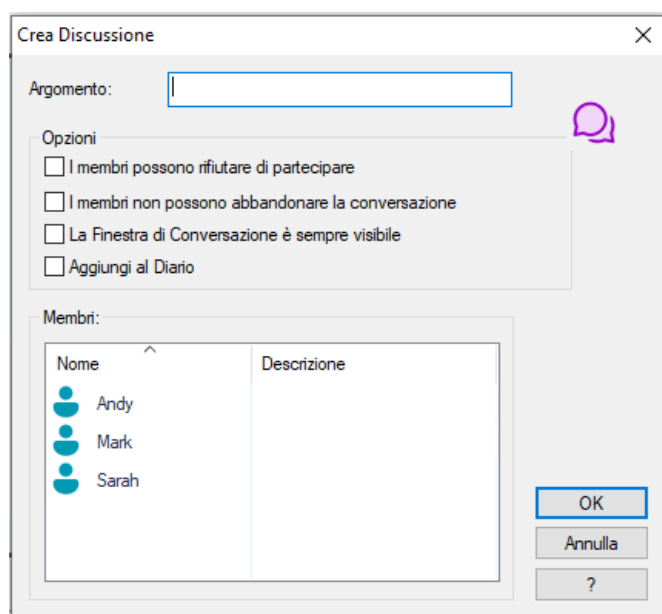 Crea Discussione
Argomento:
Opzioni
I membri possono rifiutare di partecipare
I membri non possono abbandonare la conversazione
La Finestra di Conversazione è sempre visibile
Aggiungi al Diario
Membri:
Nome Descrizione
Andy
Mark
Sarah
OK
Annulla
?